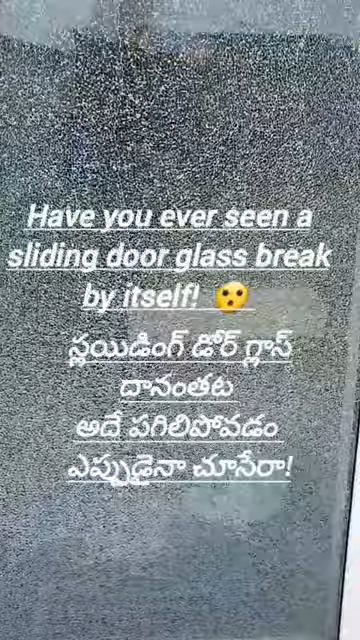 Have you ever seen a
sliding door glass break
by itself! 😮
స్లయిడింగ్ డోర్ గ్లాస్
దానంతట
అదే పగిలిపోవడం
ఎప్పుడైనా చూసేరా!